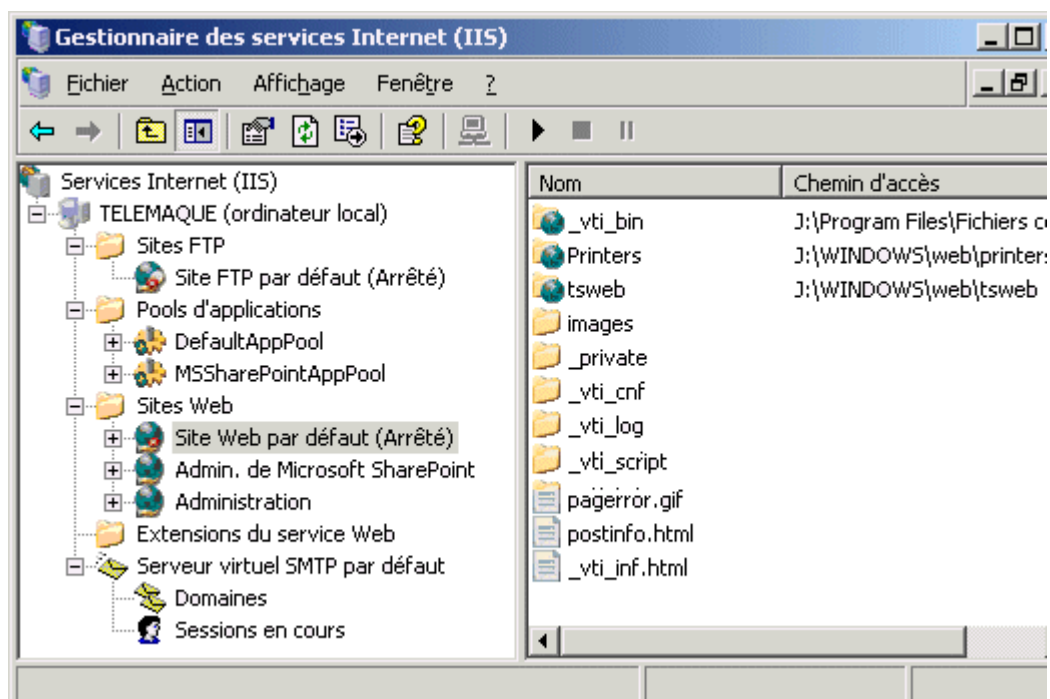 Gestionnaire des services Internet (IIS)
Fichier Action Affichage Fenêtre ?
Services Internet (IIS)
TELEMAQUE (ordinateur local)
Sites FTP
Site FTP par défaut (Arrêté)
Pools d'applications
DefaultAppPool
MSSharePointAppPool
Sites Web
Site Web par défaut (Arrêté)
Admin. de Microsoft SharePoint
Administration
Extensions du service Web
Serveur virtuel SMTP par défaut
Domaines
Sessions en cours
Nom Chemin d'accès
_vti_bin J:\Program Files\Fichiers
Printers J:\WINDOWS\web\printers
tsweb J:\WINDOWS\web\tsweb
images
_private
_vti_cnf
_vti_log
_vti_script
pagerror.gif
postinfo.html
_vti_inf.html